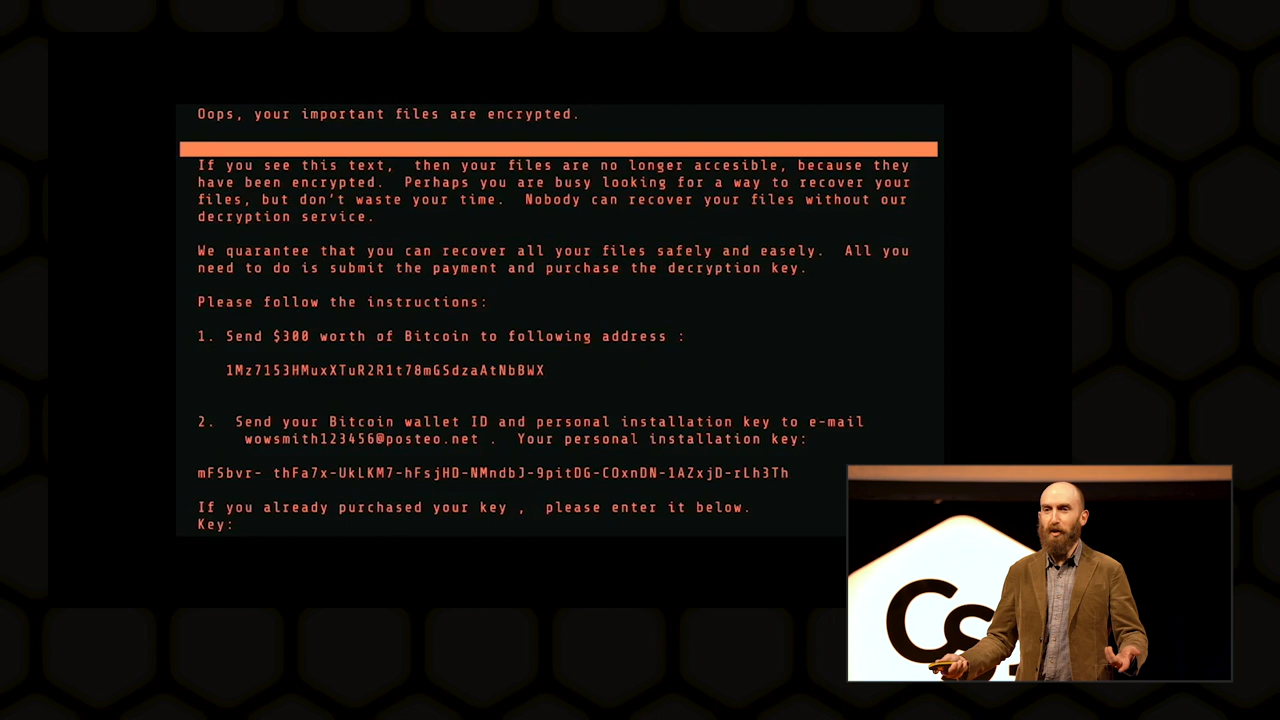 Oops, your important files are encrypted.
If you see this text, then your files are no longer accesible, because they
have been encrypted. Perhaps you are busy looking for a way to recover your
files, but don't waste your time. Nobody can recover your files without our
decryption service.
We quarantee that you can recover all your files safely and easely. All you
need to do is submit the payment and purchase the decryption key.
Please follow the instructions:
1. Send $300 worth of Bitcoin to following address :
1Mz7153HMuxXTuR2R1t78mGSdzaAtNbBWX
2. Send your Bitcoin wallet ID and personal installation key to e-mail
wowsmith123456@posteo.net . Your personal installation key:
mFSbvr- thFa7x-UkLKM7-hFsjHD-NMndbJ-9pitDG-COxnDN-1AZxjD-rLh3Th
If you already purchased your key , please enter it below.
Key:
Cs